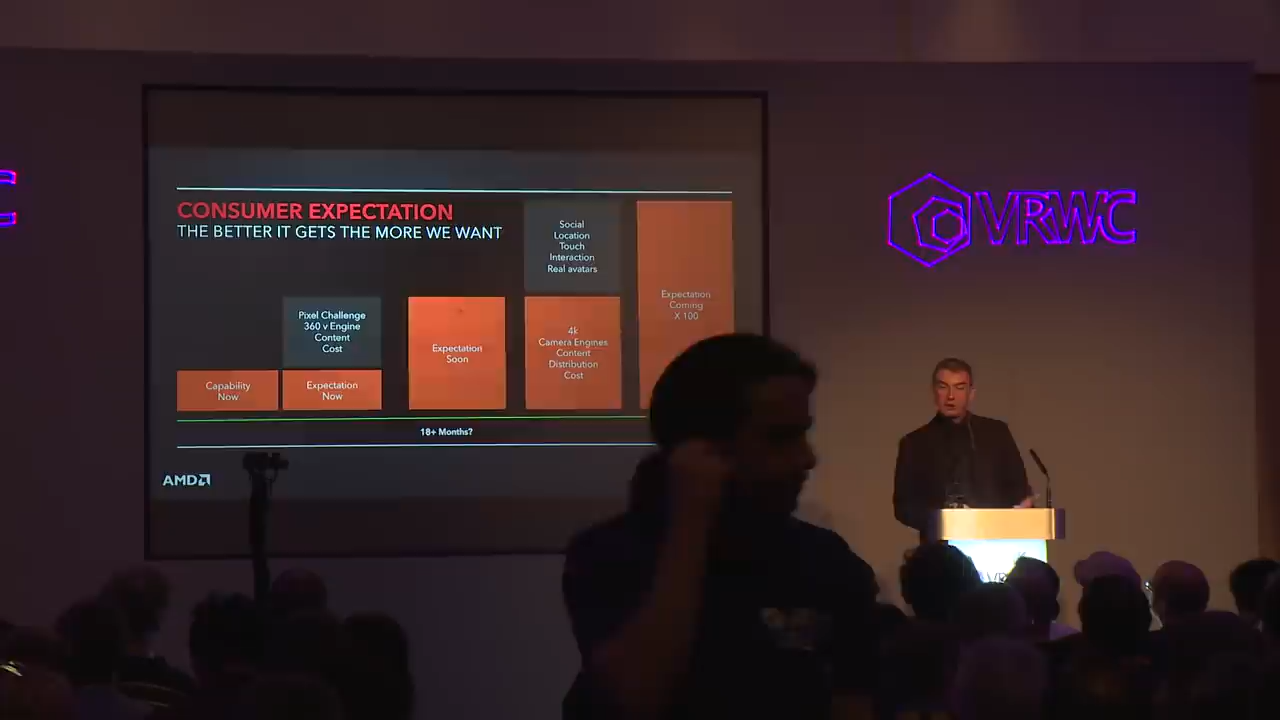 CONSUMER EXPECTATION
THE BETTER IT GETS THE MORE WE WANT
Capability
Now
Pixel Challenge
360 v Engine
Content
Cost
Expectation
Now
Expectation
Soon
Social
Location
Touch
Interaction
Real avatars
4k
Camera Engines
Content
Distribution
Cost
Expectation
Coming
X 100
18+ Months?
AMD
VRWC
C
VR